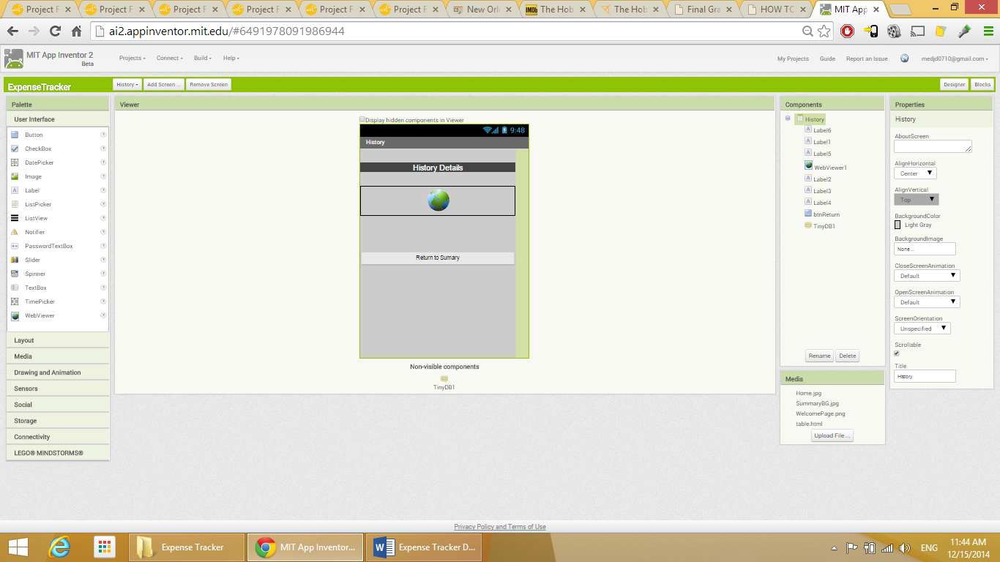 Project F Project F Project F Project F Project F Project F New Orl The Hob The Hob Final Gra HOW TO MIT App
ai2.appinventor.mit.edu/#6491978091986944
MIT App Inventor 2
Beta
Projects Connect Build Help
My Projects Guide Report an Issue medjd0710@gmail.com
ExpenseTracker
History Add Screen ... Remove Screen
Designer Blocks
Palette
User Interface
Button
CheckBox
DatePicker
Image
Label
ListPicker
ListView
Notifier
PasswordTextBox
Slider
Spinner
TextBox
TimePicker
WebViewer
Layout
Media
Drawing and Animation
Sensors
Social
Storage
Connectivity
LEGO® MINDSTORMS®
Viewer
Display hidden components in Viewer
9:48
History
History Details
Return to Sumary
Non-visible components
TinyDB1
Components
History
Label6
Label1
Label5
WebViewer1
Label2
Label3
Label4
btnReturn
TinyDB1
Rename Delete
Media
Home.jpg
SummaryBG.jpg
WelcomePage.png
table.html
Upload File ...
Properties
History
AboutScreen
AlignHorizontal
Center
AlignVertical
Top
BackgroundColor
Light Gray
BackgroundImage
None...
CloseScreenAnimation
Default
OpenScreenAnimation
Default
ScreenOrientation
Unspecified
Scrollable
Title
History
Privacy Policy and Terms of Use
Expense Tracker MIT App Inventor... Expense Tracker D...
ENG
11:44 AM
12/15/2014